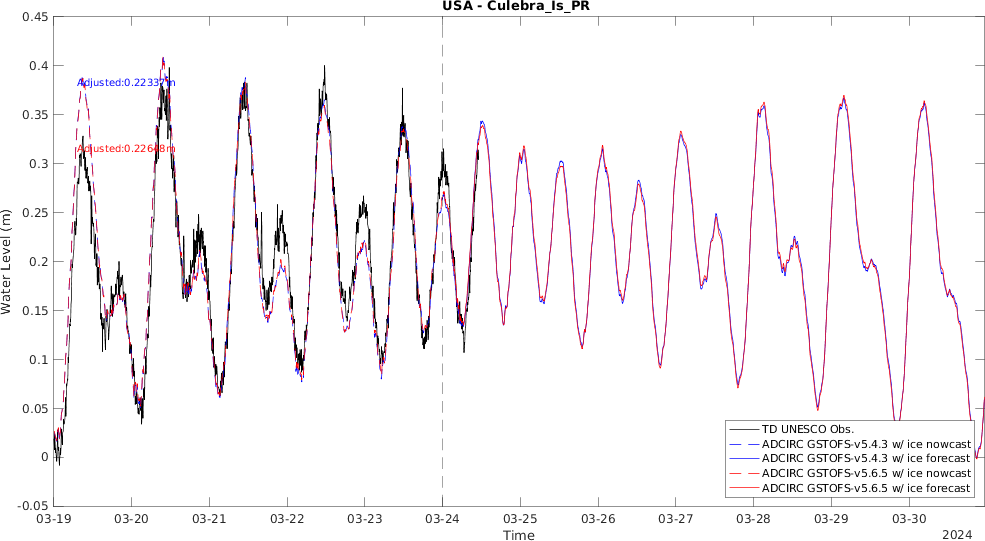 USA - Culebra_Is_PR
0.45
0.4
0.35
0.3
0.25
0.2
0.15
0.1
0.05
0
-0.05
Water Level (m)
Adjusted:0.22337m
Adjusted:0.22648m
TD UNESCO Obs.
ADCIRC GSTOFS-v5.4.3 w/ ice nowcast
ADCIRC GSTOFS-v5.4.3 w/ ice forecast
ADCIRC GSTOFS-v5.6.5 w/ ice nowcast
ADCIRC GSTOFS-v5.6.5 w/ ice forecast
03-19 03-20 03-21 03-22 03-23 03-24 03-25 03-26 03-27 03-28 03-29 03-30
Time
2024